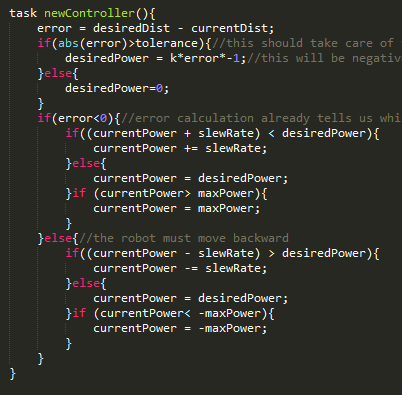 task newController(){
    error = desiredDist - currentDist;
    if(abs(error)>tolerance){//this should take care of
        desiredPower = k*error*-1;//this will be negativ
    }else{
        desiredPower=0;
    }
    if(error<0){//error calculation already tells us whi
        if((currentPower + slewRate) < desiredPower){
            currentPower += slewRate;
        }else{
            currentPower = desiredPower;
        }if (currentPower> maxPower){
            currentPower = maxPower;
        }
    }else{//the robot must move backward
        if((currentPower - slewRate) > desiredPower){
            currentPower -= slewRate;
        }else{
            currentPower = desiredPower;
        }if (currentPower< -maxPower){
            currentPower = -maxPower;
        }
    }
}